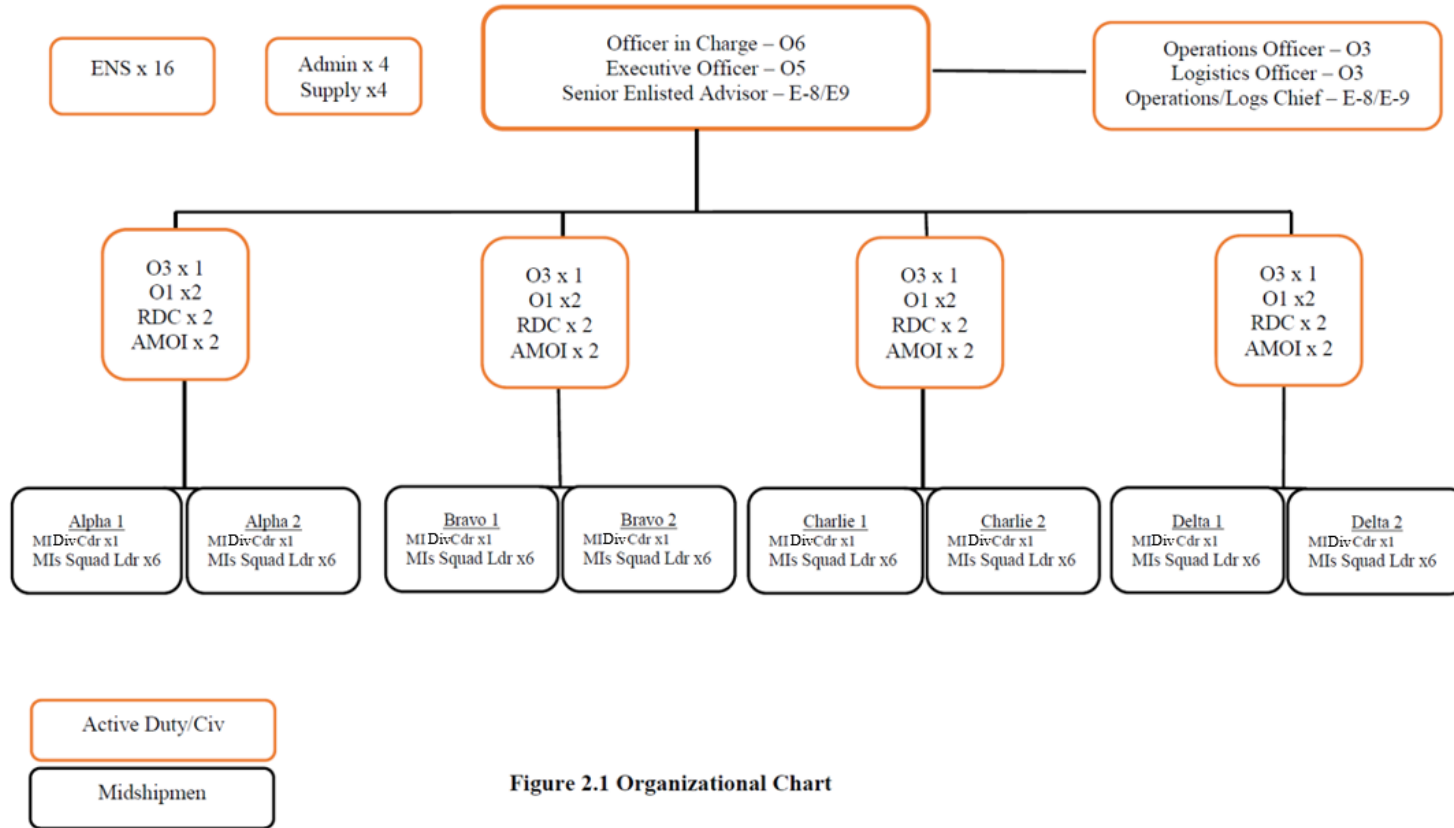 ENS x 16
Admin x 4
Supply x4
Officer in Charge – O6
Executive Officer – O5
Senior Enlisted Advisor – E-8/E9
Operations Officer – O3
Logistics Officer – O3
Operations/Logs Chief – E-8/E-9
O3 x 1
O1 x2
RDC x 2
AMOI x 2
O3 x 1
O1 x2
RDC x 2
AMOI x 2
O3 x 1
O1 x2
RDC x 2
AMOI x 2
O3 x 1
O1 x2
RDC x 2
AMOI x 2
Alpha 1
MIDivCdr x1
MIs Squad Ldr x6
Alpha 2
MIDivCdr x1
MIs Squad Ldr x6
Bravo 1
MIDivCdr x1
MIs Squad Ldr x6
Bravo 2
MIDivCdr x1
MIs Squad Ldr x6
Charlie 1
MIDivCdr x1
MIs Squad Ldr x6
Charlie 2
MIDivCdr x1
MIs Squad Ldr x6
Delta 1
MIDivCdr x1
MIs Squad Ldr x6
Delta 2
MIDivCdr x1
MIs Squad Ldr x6
Active Duty/Civ
Midshipmen
Figure 2.1 Organizational Chart